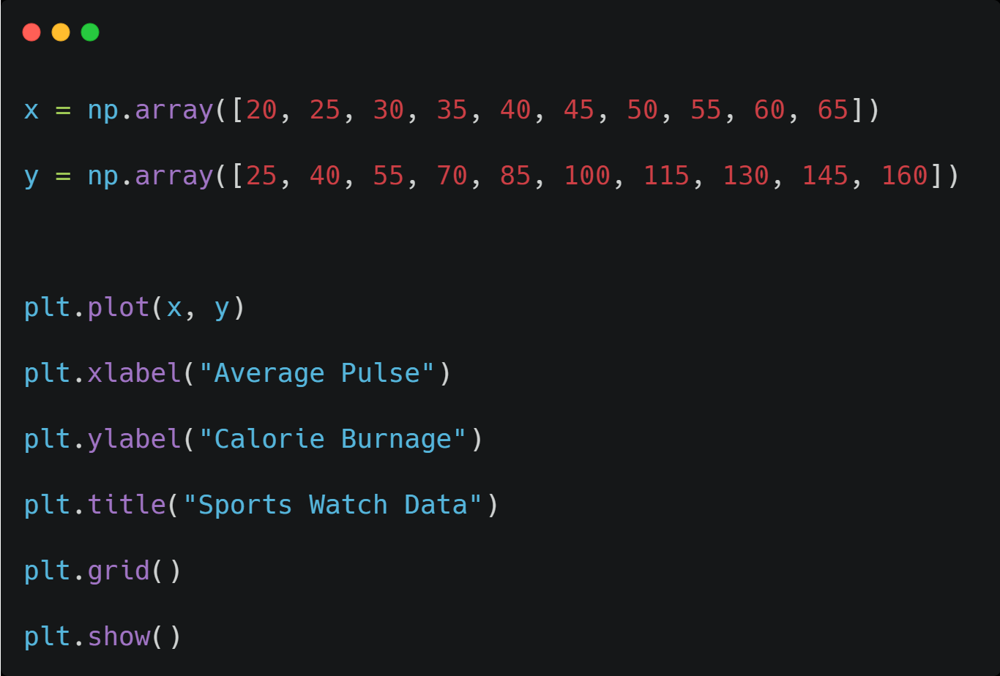 x = np.array([20, 25, 30, 35, 40, 45, 50, 55, 60, 65])
y = np.array([25, 40, 55, 70, 85, 100, 115, 130, 145, 160])
plt.plot(x, y)
plt.xlabel("Average Pulse")
plt.ylabel("Calorie Burnage")
plt.title("Sports Watch Data")
plt.grid()
plt.show()